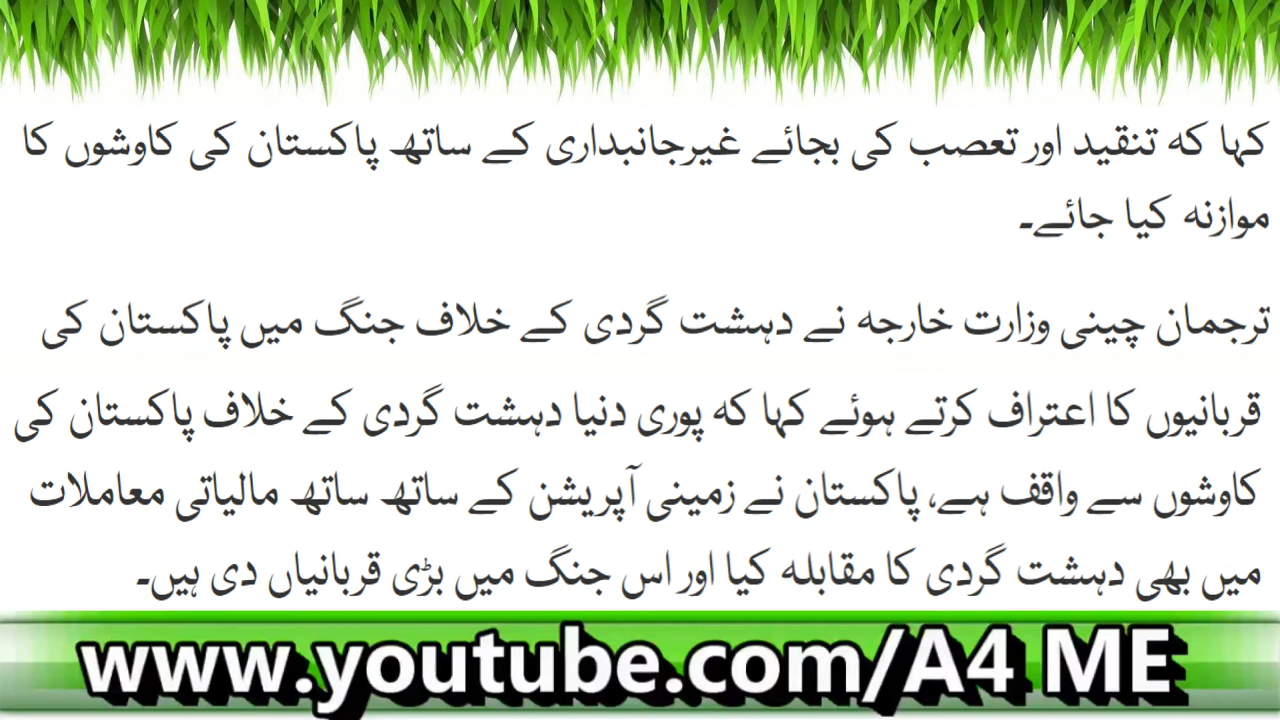 کہا کہ تنقید اور تعصب کی بجائے غیرجانبداری کے ساتھ پاکستان کی کاوشوں کا
موازنہ کیا جائے۔
ترجمان چینی وزارت خارجہ نے دہشت گردی کے خلاف جنگ میں پاکستان کی
قربانیوں کا اعتراف کرتے ہوئے کہا کہ پوری دنیا دہشت گردی کے خلاف پاکستان کی
کاوشوں سے واقف ہے، پاکستان نے زمینی آپریشن کے ساتھ ساتھ مالیاتی معاملات
میں بھی دہشت گردی کا مقابلہ کیا اور اس جنگ میں بڑی قربانیاں دی ہیں۔
www.youtube.com/A4 ME